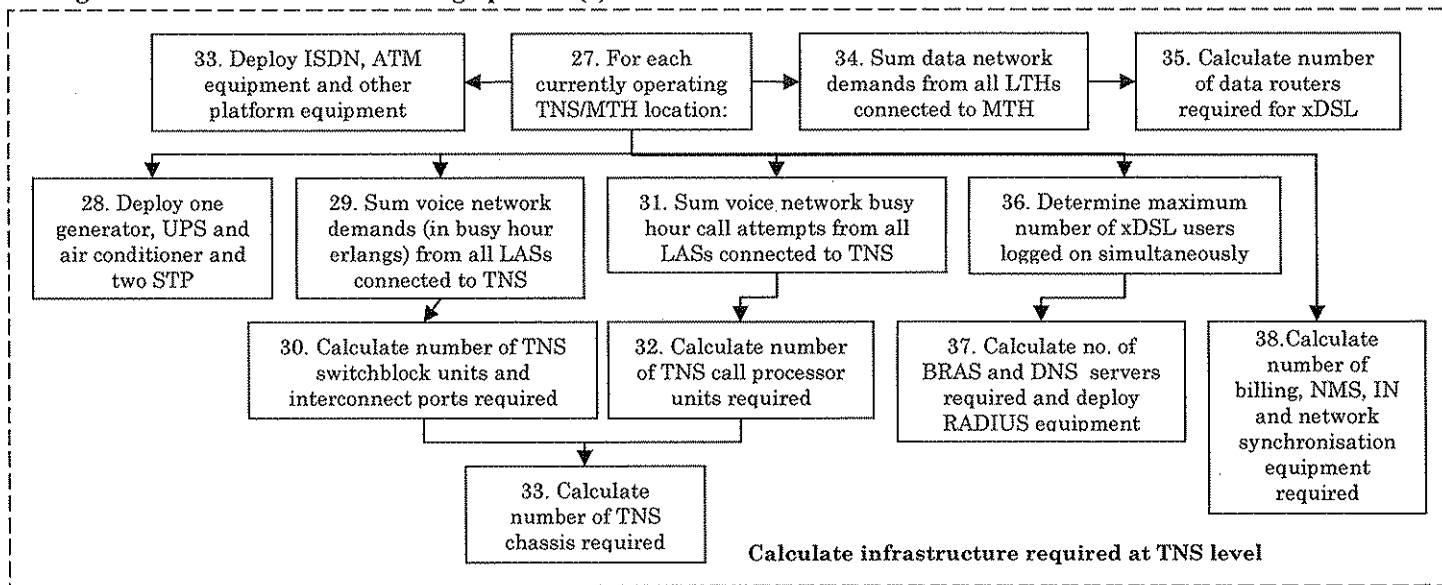 33. Deploy ISDN, ATM
equipment and other
platform equipment
27. For each
currently operating
TNS/MTH location:
34. Sum data network
demands from all LTHs
connected to MTH
35. Calculate number
of data routers
required for xDSL
28. Deploy one
generator, UPS and
air conditioner and
two STP
29. Sum voice network
demands (in busy hour
erlangs) from all LASs
connected to TNS
31. Sum voice network busy
hour call attempts from all
LASs connected to TNS
36. Determine maximum
number of xDSL users
logged on simultaneously
30. Calculate number of TNS
switchblock units and
interconnect ports required
32. Calculate number
of TNS call processor
units required
37. Calculate no. of
BRAS and DNS servers
required and deploy
RADIUS equipment
38.Calculate
number of
billing, NMS, IN
and network
synchronisation
equipment
required
33. Calculate
number of TNS
chassis required
Calculate infrastructure required at TNS level